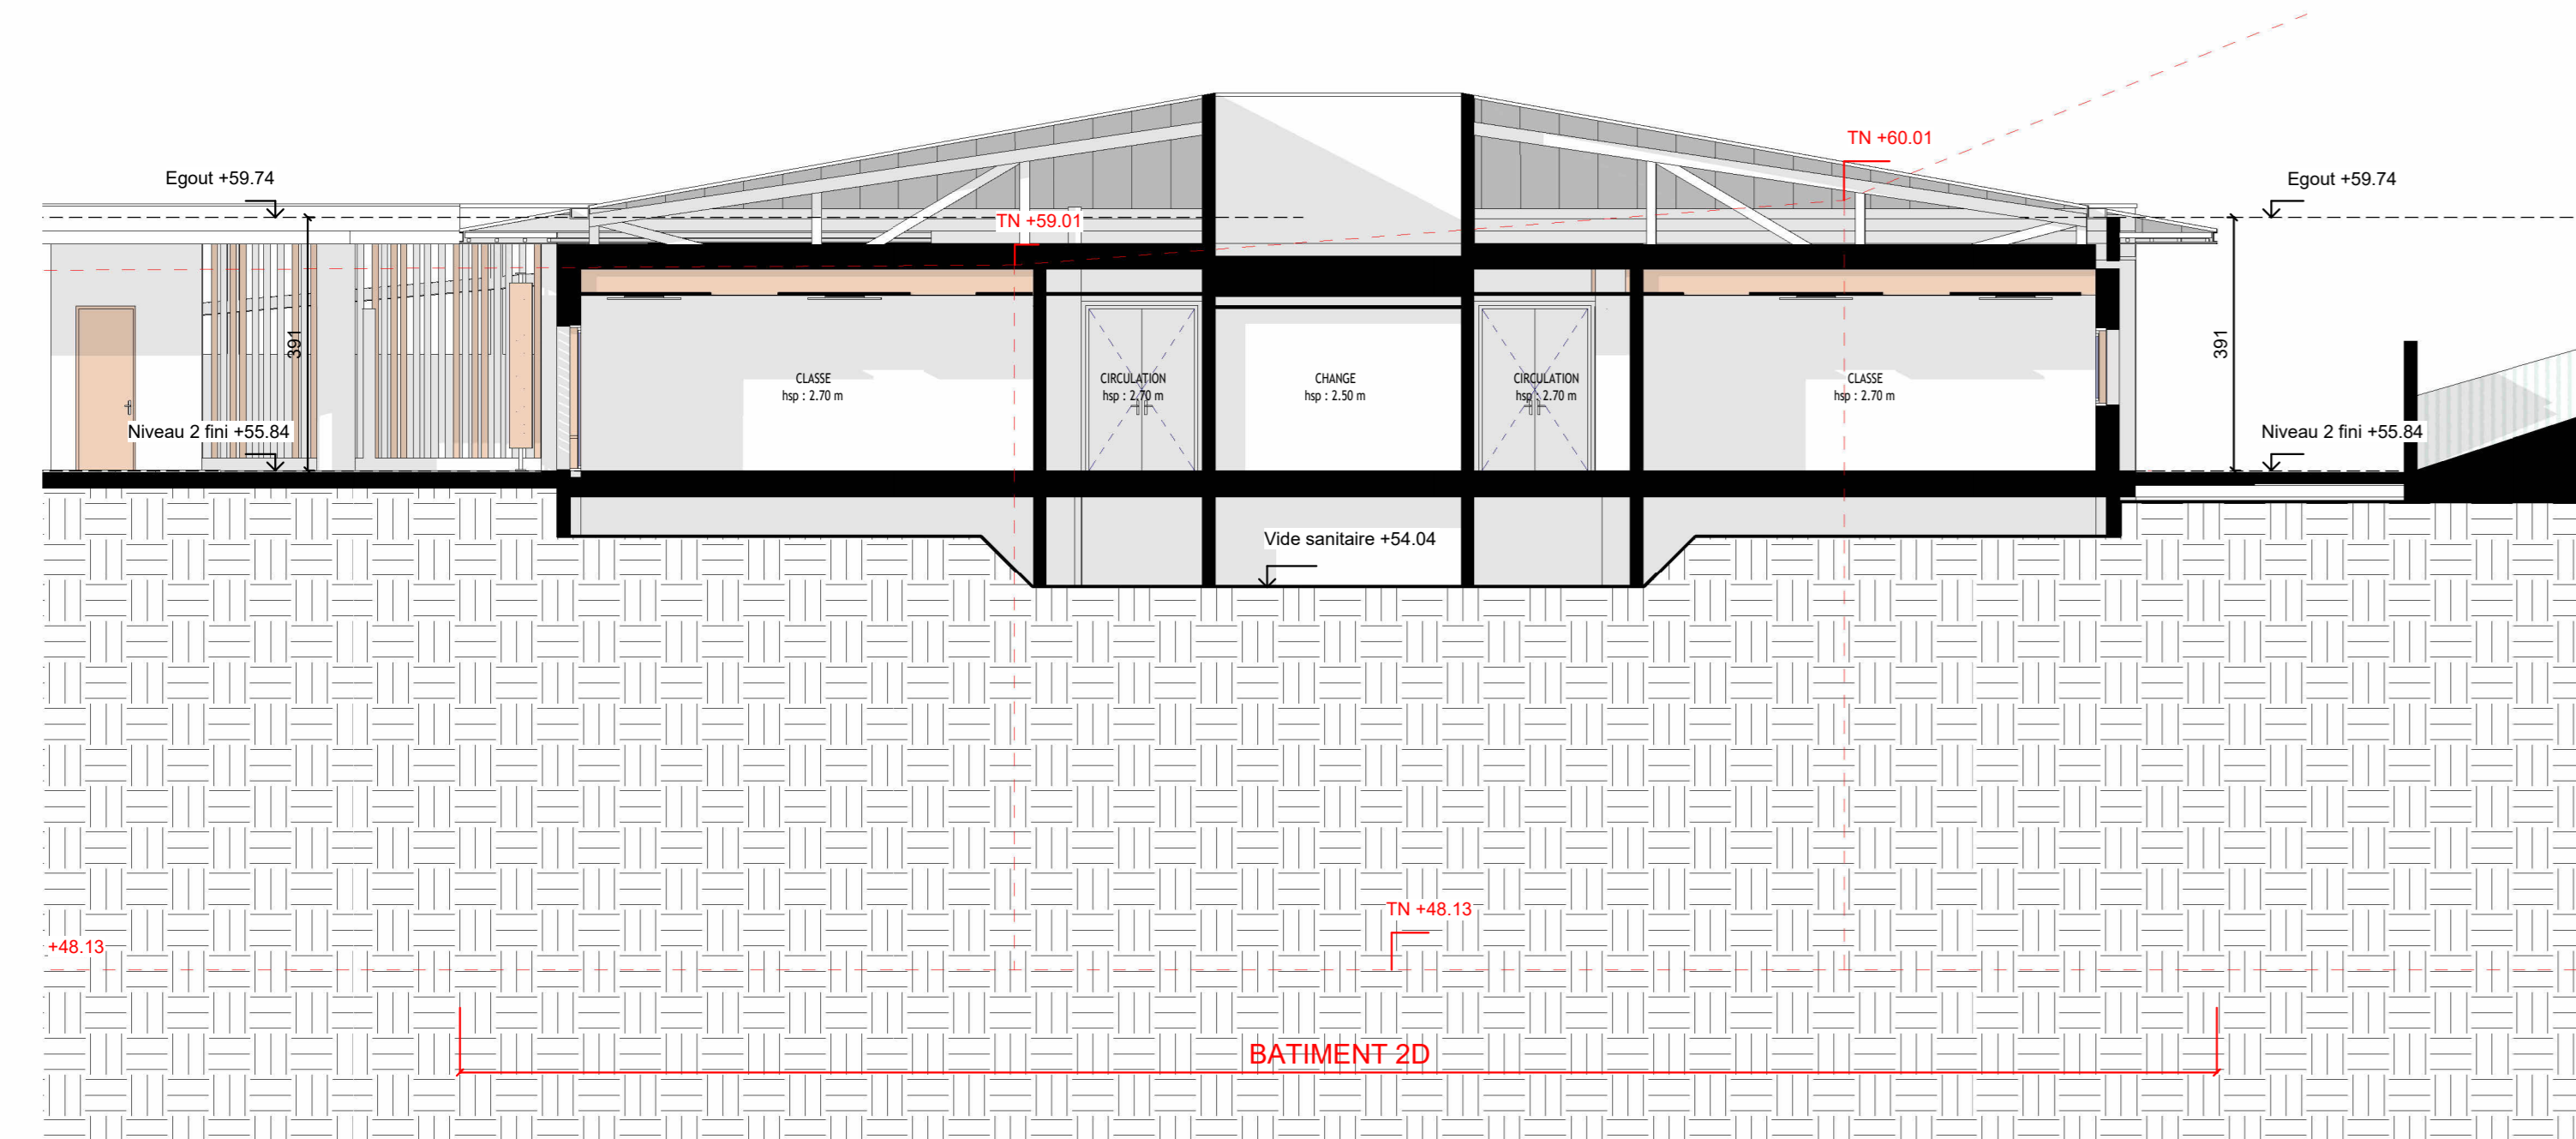 TN +60.01
Egout +59.74
Egout +59.74
TN +59.01
391
391
CLASSE
hsp : 2.70 m
CIRCULATION
hsp : 2.70 m
CHANGE
hsp : 2.50 m
CIRCULATION
hsp : 2.70 m
CLASSE
hsp : 2.70 m
Niveau 2 fini +55.84
Niveau 2 fini +55.84
Vide sanitaire +54.04
TN +48.13
+48.13
BATIMENT 2D